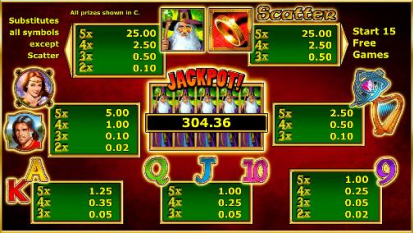 All prizes shown in €.
Substitutes
all symbols
except
Scatter
5x 25.00
4x 2.50
3x 0.50
2x 0.10
Scatter
5x 25.00
4x 2.50
3x 0.50
Start 15
Free
Games
JACKPOT!
304.36
5x 5.00
4x 1.00
3x 0.10
2x 0.02
5x 2.50
4x 0.50
3x 0.10
A
K
5x 1.25
4x 0.35
3x 0.05
Q J 10
5x 1.00
4x 0.25
3x 0.05
9
5x 1.00
4x 0.25
3x 0.05
2x 0.02